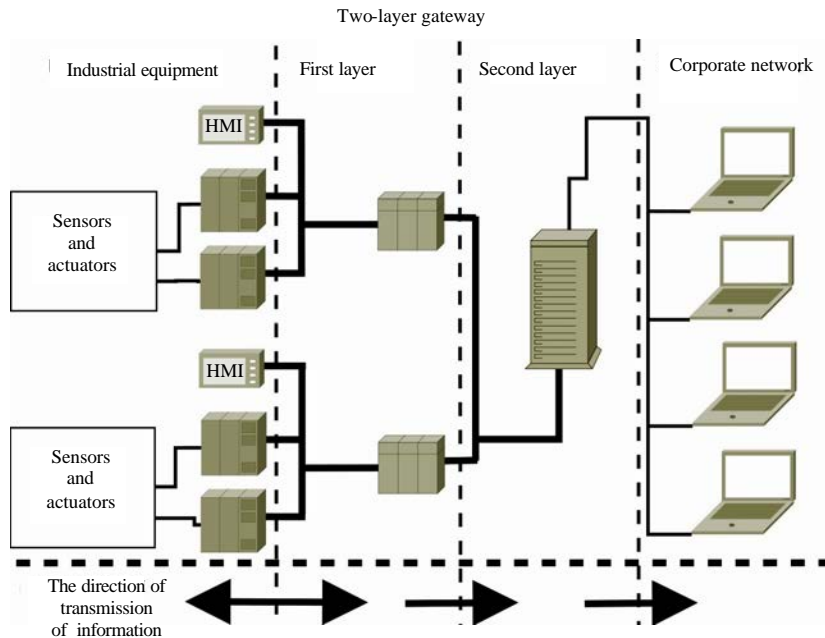 Two-layer gateway
Industrial equipment
First layer
Second layer
Corporate network
HMI
Sensors
and
actuators
HMI
Sensors
and
actuators
The direction of
transmission
of information